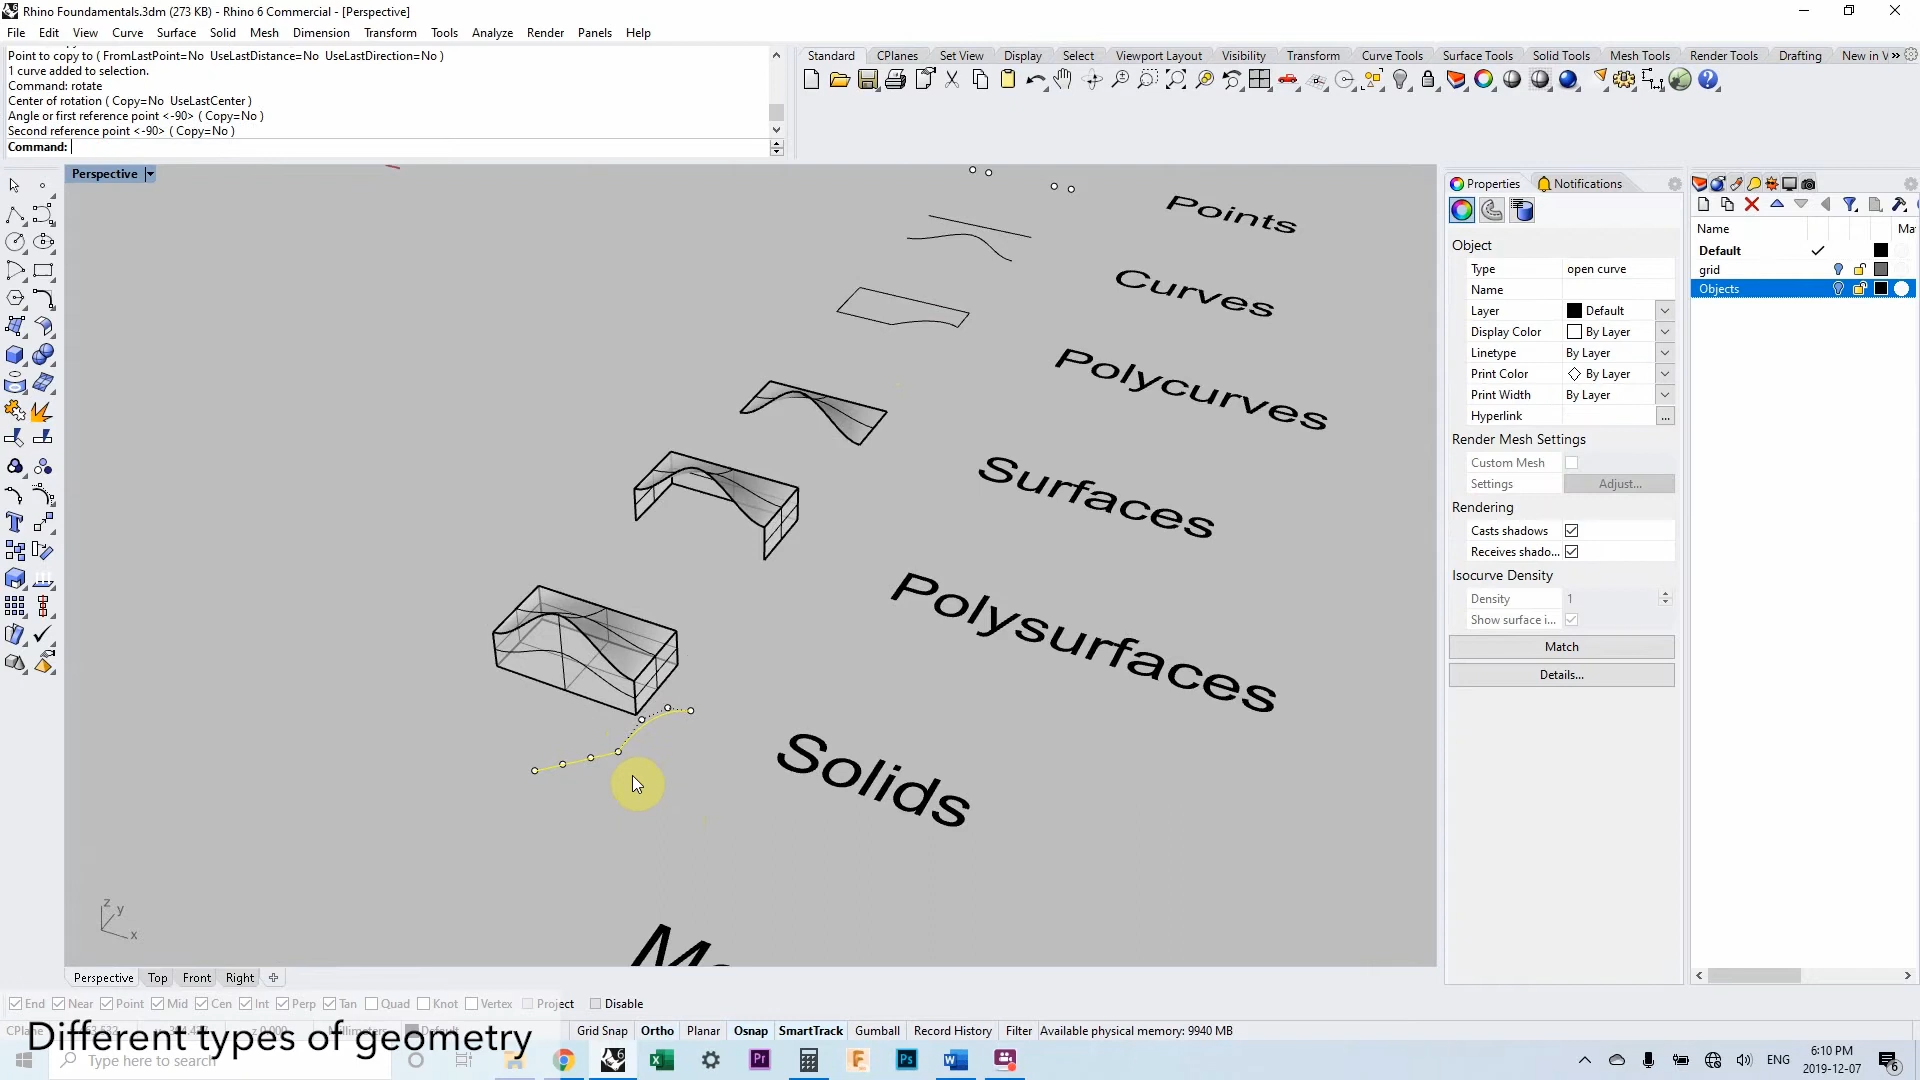 Rhino Foundamentals.3dm (273 KB) - Rhino 6 Commercial - [Perspective]
File Edit View Curve Surface Solid Mesh Dimension Transform Tools Analyze Render Panels Help
Point to copy to ( FromLastPoint=No UseLastDistance=No UseLastDirection=No )
1 curve added to selection.
Command: rotate
Center of rotation ( Copy=No UseLastCenter )
Angle or first reference point <-90> ( Copy=No )
Second reference point <-90> ( Copy=No )
Command:
Standard CPlanes Set View Display Select Viewport Layout Visibility Transform Curve Tools Surface Tools Solid Tools Mesh Tools Render Tools Drafting New in V »
Perspective
Points
Curves
Polycurves
Surfaces
Polysurfaces
Solids
z y x
Perspective Top Front Right
Properties Notifications
Object
Type open curve
Name
Layer Default
Display Color By Layer
Linetype By Layer
Print Color By Layer
Print Width By Layer
Hyperlink ...
Render Mesh Settings
Custom Mesh
Settings Adjust...
Rendering
Casts shadows
Receives shado...
Isocurve Density
Density 1
Show surface i...
Match
Details...
Name Ma
Default
grid
Objects
End Near Point Mid Cen Int Perp Tan Quad Knot Vertex Project Disable
Grid Snap Ortho Planar Osnap SmartTrack Gumball Record History Filter Available physical memory: 9940 MB
Different types of geometry
Type here to search
ENG
6:10 PM
2019-12-07
6